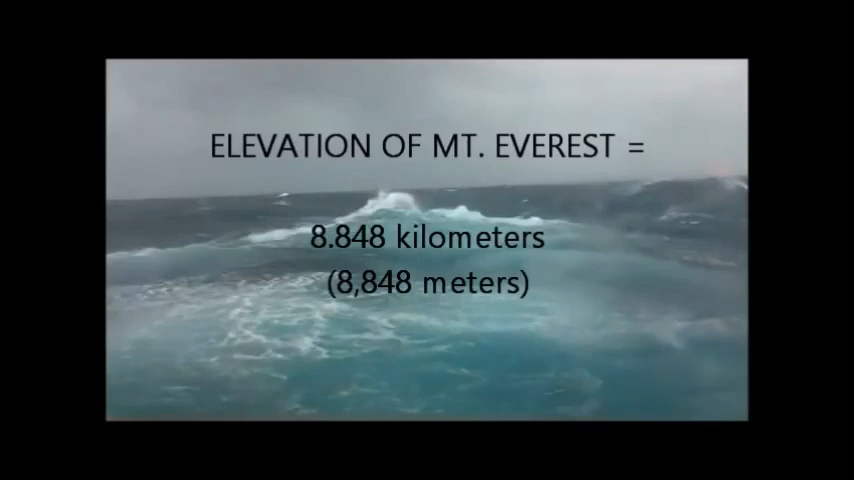 ELEVATION OF MT. EVEREST =
8.848 kilometers
(8,848 meters)